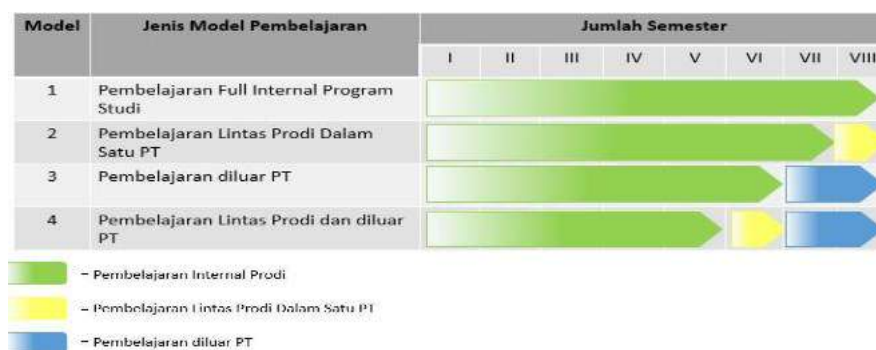 Model Jenis Model Pembelajaran Jumlah Semester
I II III IV V VI VII VIII
1 Pembelajaran Full Internal Program
Studi
2 Pembelajaran Lintas Prodi Dalam
Satu PT
3 Pembelajaran diluar PT
4 Pembelajaran Lintas Prodi dan diluar
PT
= Pembelajaran Internal Prodi
= Pembelajaran Lintas Prodi Dalam Satu PT
= Pembelajaran diluar PT